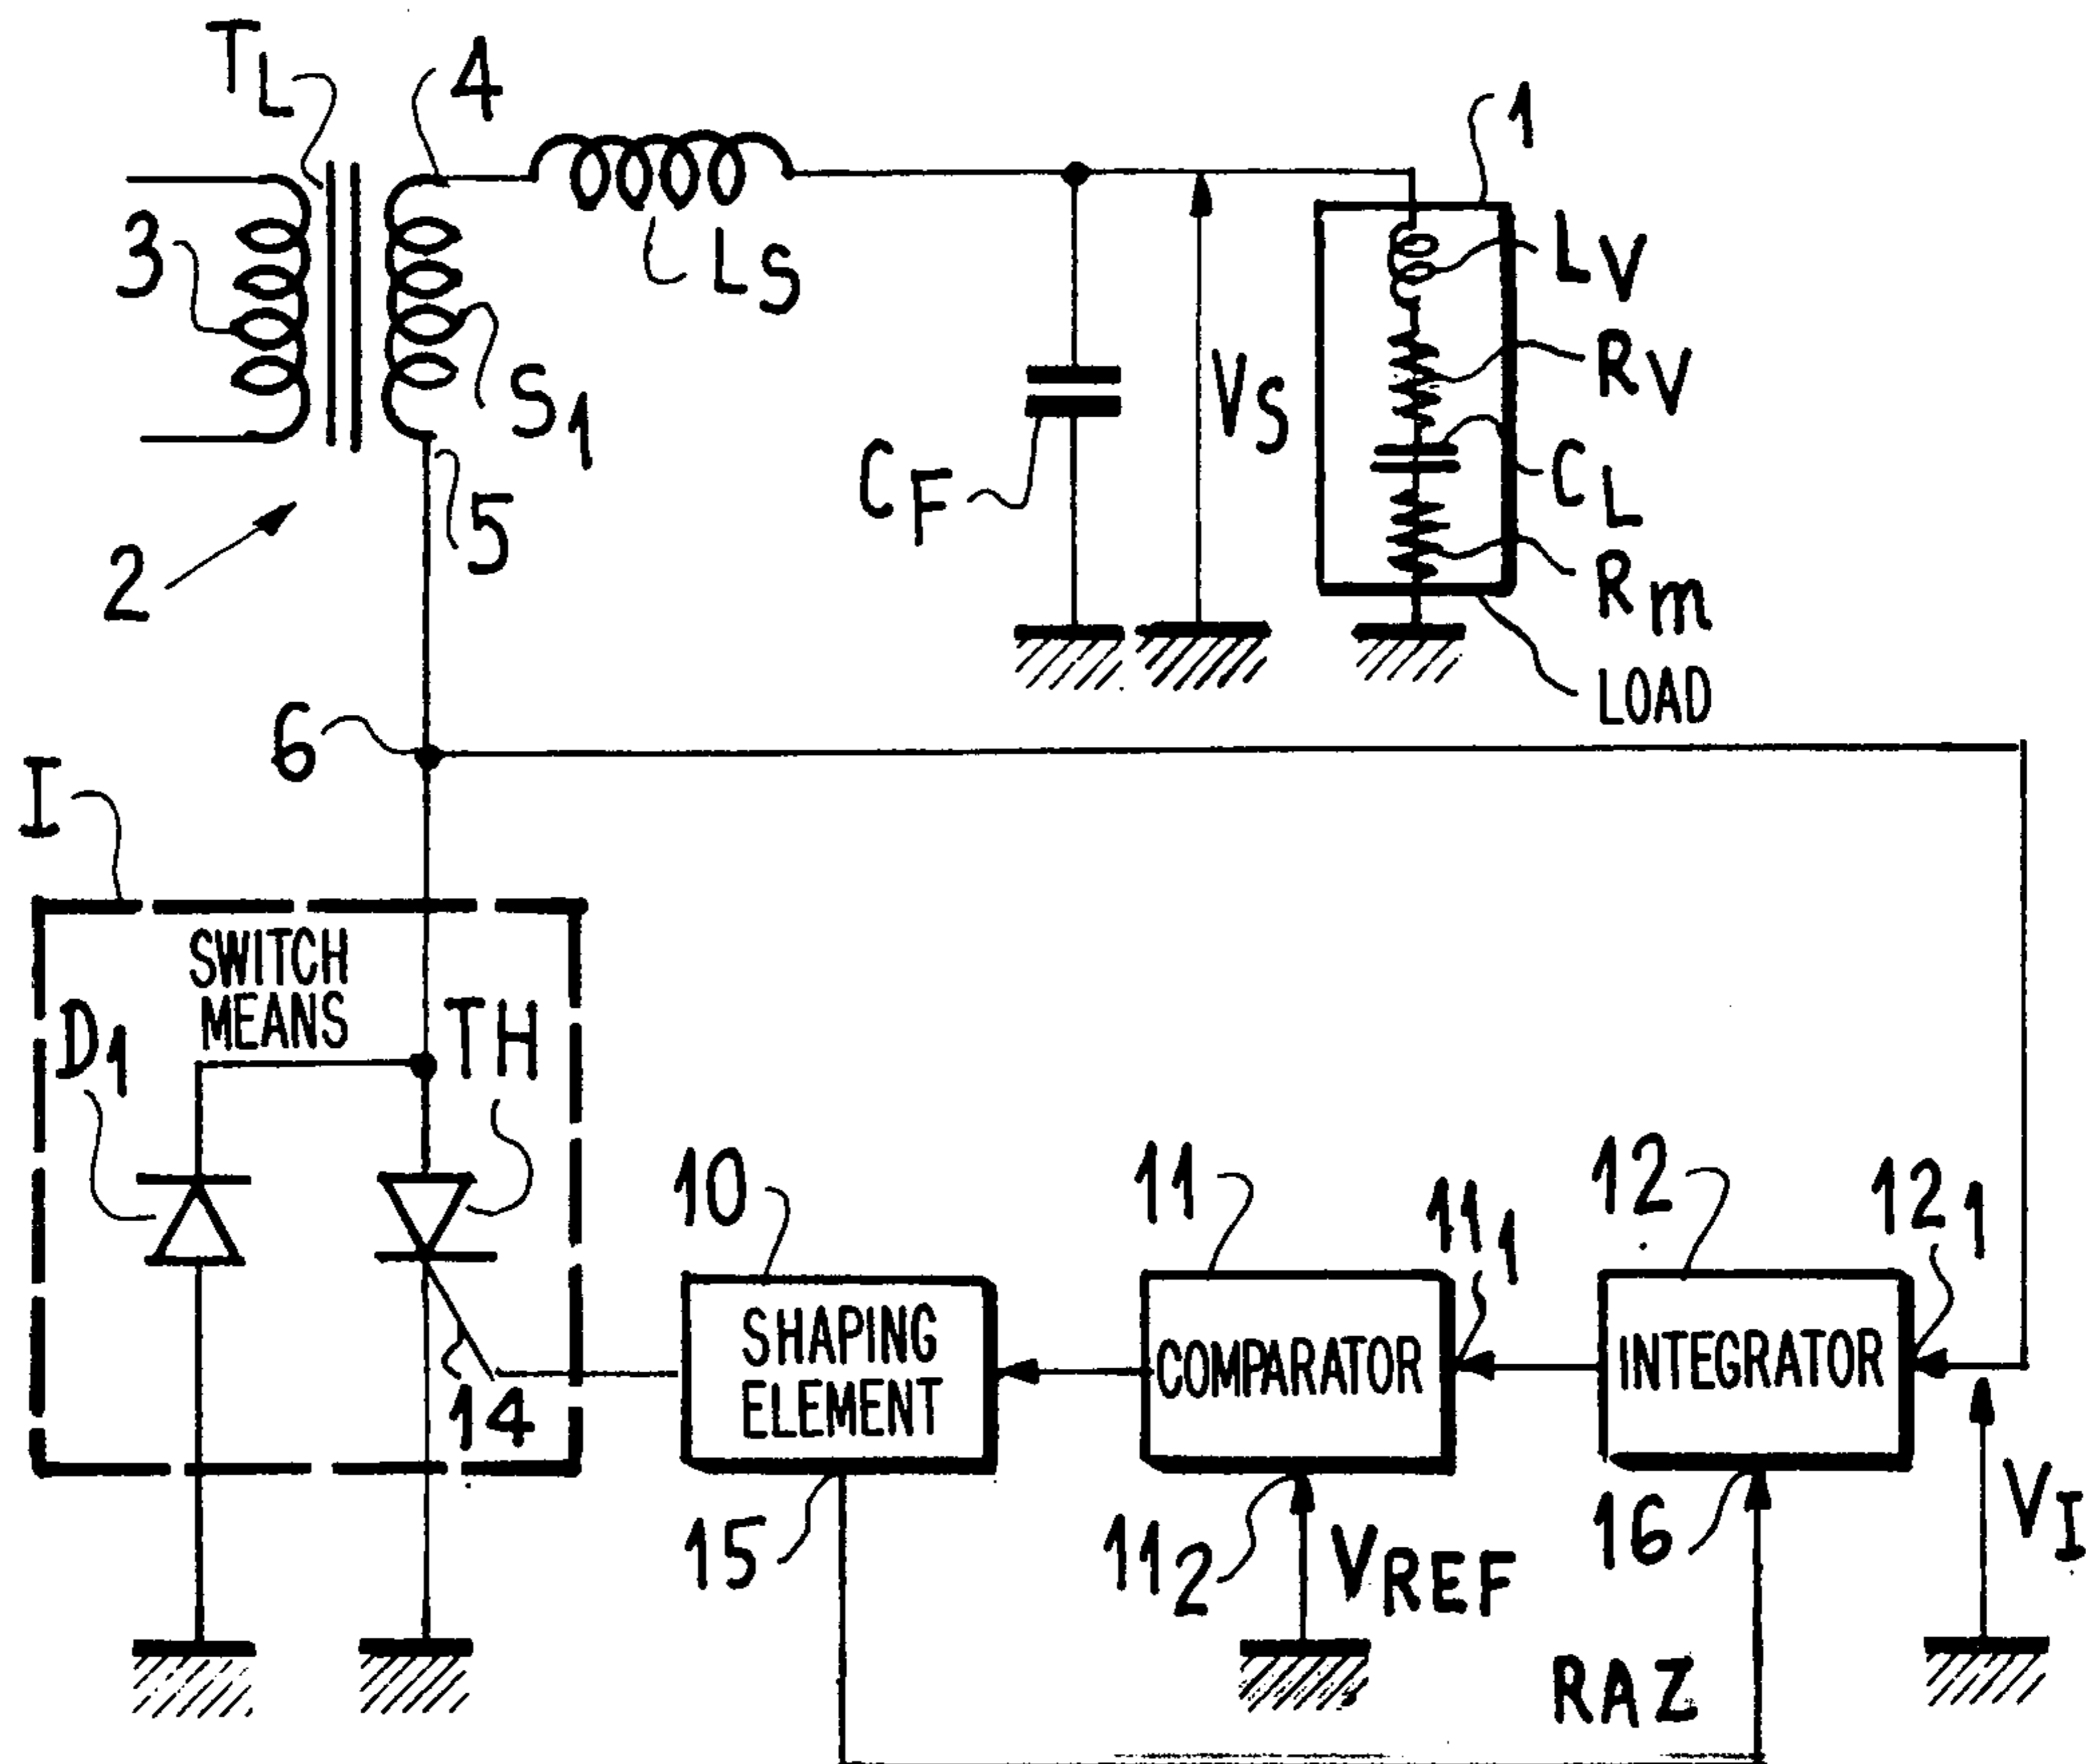 TL
4
1
3
LS
LV
RV
S1
VS
CF
CL
5
2
Rm
LOAD
6
I
SWITCH
MEANS
D1
TH
10
11
111
12
121
SHAPING
ELEMENT
COMPARATOR
INTEGRATOR
14
15
112
VREF
16
VI
RAZ